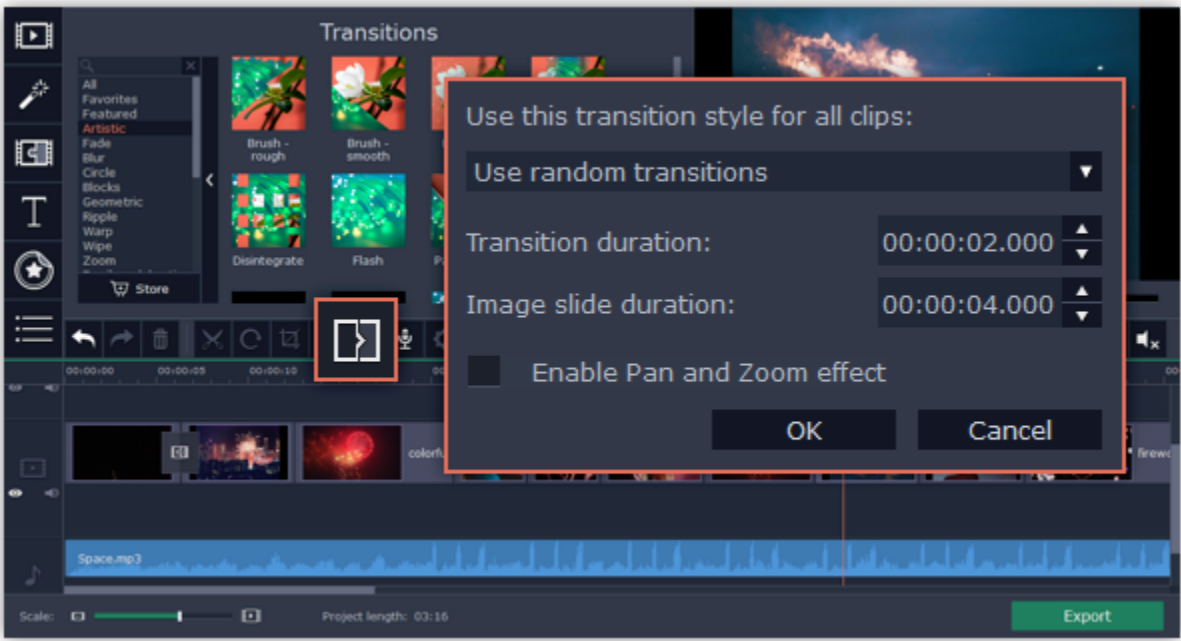 Transitions
All
Favorites
Featured
Artistic
Fade
Blur
Circle
Blocks
Geometric
Ripple
Warp
Wipe
Zoom
Store
Brush -
rough
Brush -
smooth
Disintegrate
Flash
Use this transition style for all clips:
Use random transitions
Transition duration:
00:00:02.000
Image slide duration:
00:00:04.000
Enable Pan and Zoom effect
OK
Cancel
00:00:00
00:00:05
00:00:10
Space.mp3
Scale:
Project length: 03:16
Export